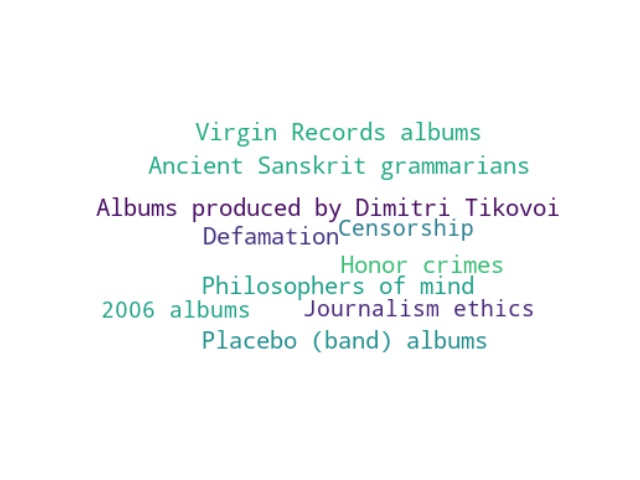 Virgin Records albums
Ancient Sanskrit grammarians
Albums produced by Dimitri Tikovoi
Censorship
Defamation
Honor crimes
Philosophers of mind
2006 albums
Journalism ethics
Placebo (band) albums